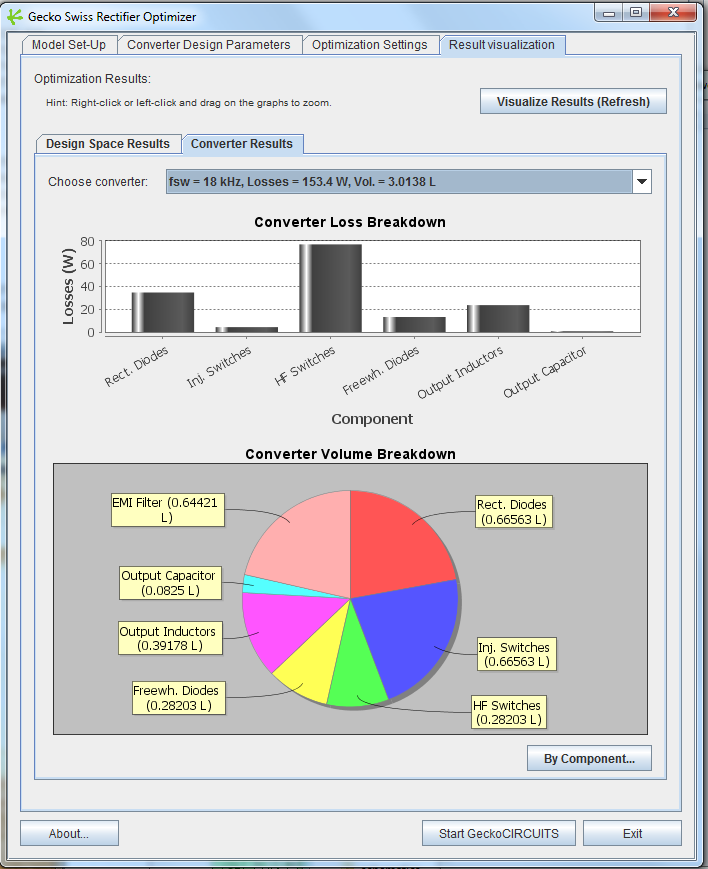 Gecko Swiss Rectifier Optimizer
Model Set-Up
Converter Design Parameters
Optimization Settings
Result visualization
Optimization Results:
Hint: Right-click or left-click and drag on the graphs to zoom.
Visualize Results (Refresh)
Design Space Results
Converter Results
Choose converter:
fsw = 18 kHz, Losses = 153.4 W, Vol. = 3.0138 L
Converter Loss Breakdown
Losses (W)
80
60
40
20
0
Rect. Diodes
Inj. Switches
HF Switches
Freewh. Diodes
Output Inductors
Output Capacitor
Component
Converter Volume Breakdown
EMI Filter (0.64421
L)
Rect. Diodes
(0.66563 L)
Output Capacitor
(0.0825 L)
Output Inductors
(0.39178 L)
Inj. Switches
(0.66563 L)
Freewh. Diodes
(0.28203 L)
HF Switches
(0.28203 L)
By Component...
About...
Start GeckoCIRCUITS
Exit